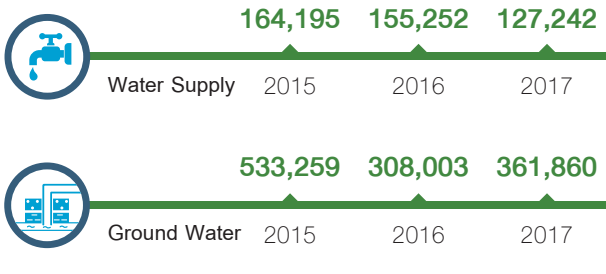 164,195 155,252 127,242
Water Supply 2015 2016 2017
533,259 308,003 361,860
Ground Water 2015 2016 2017